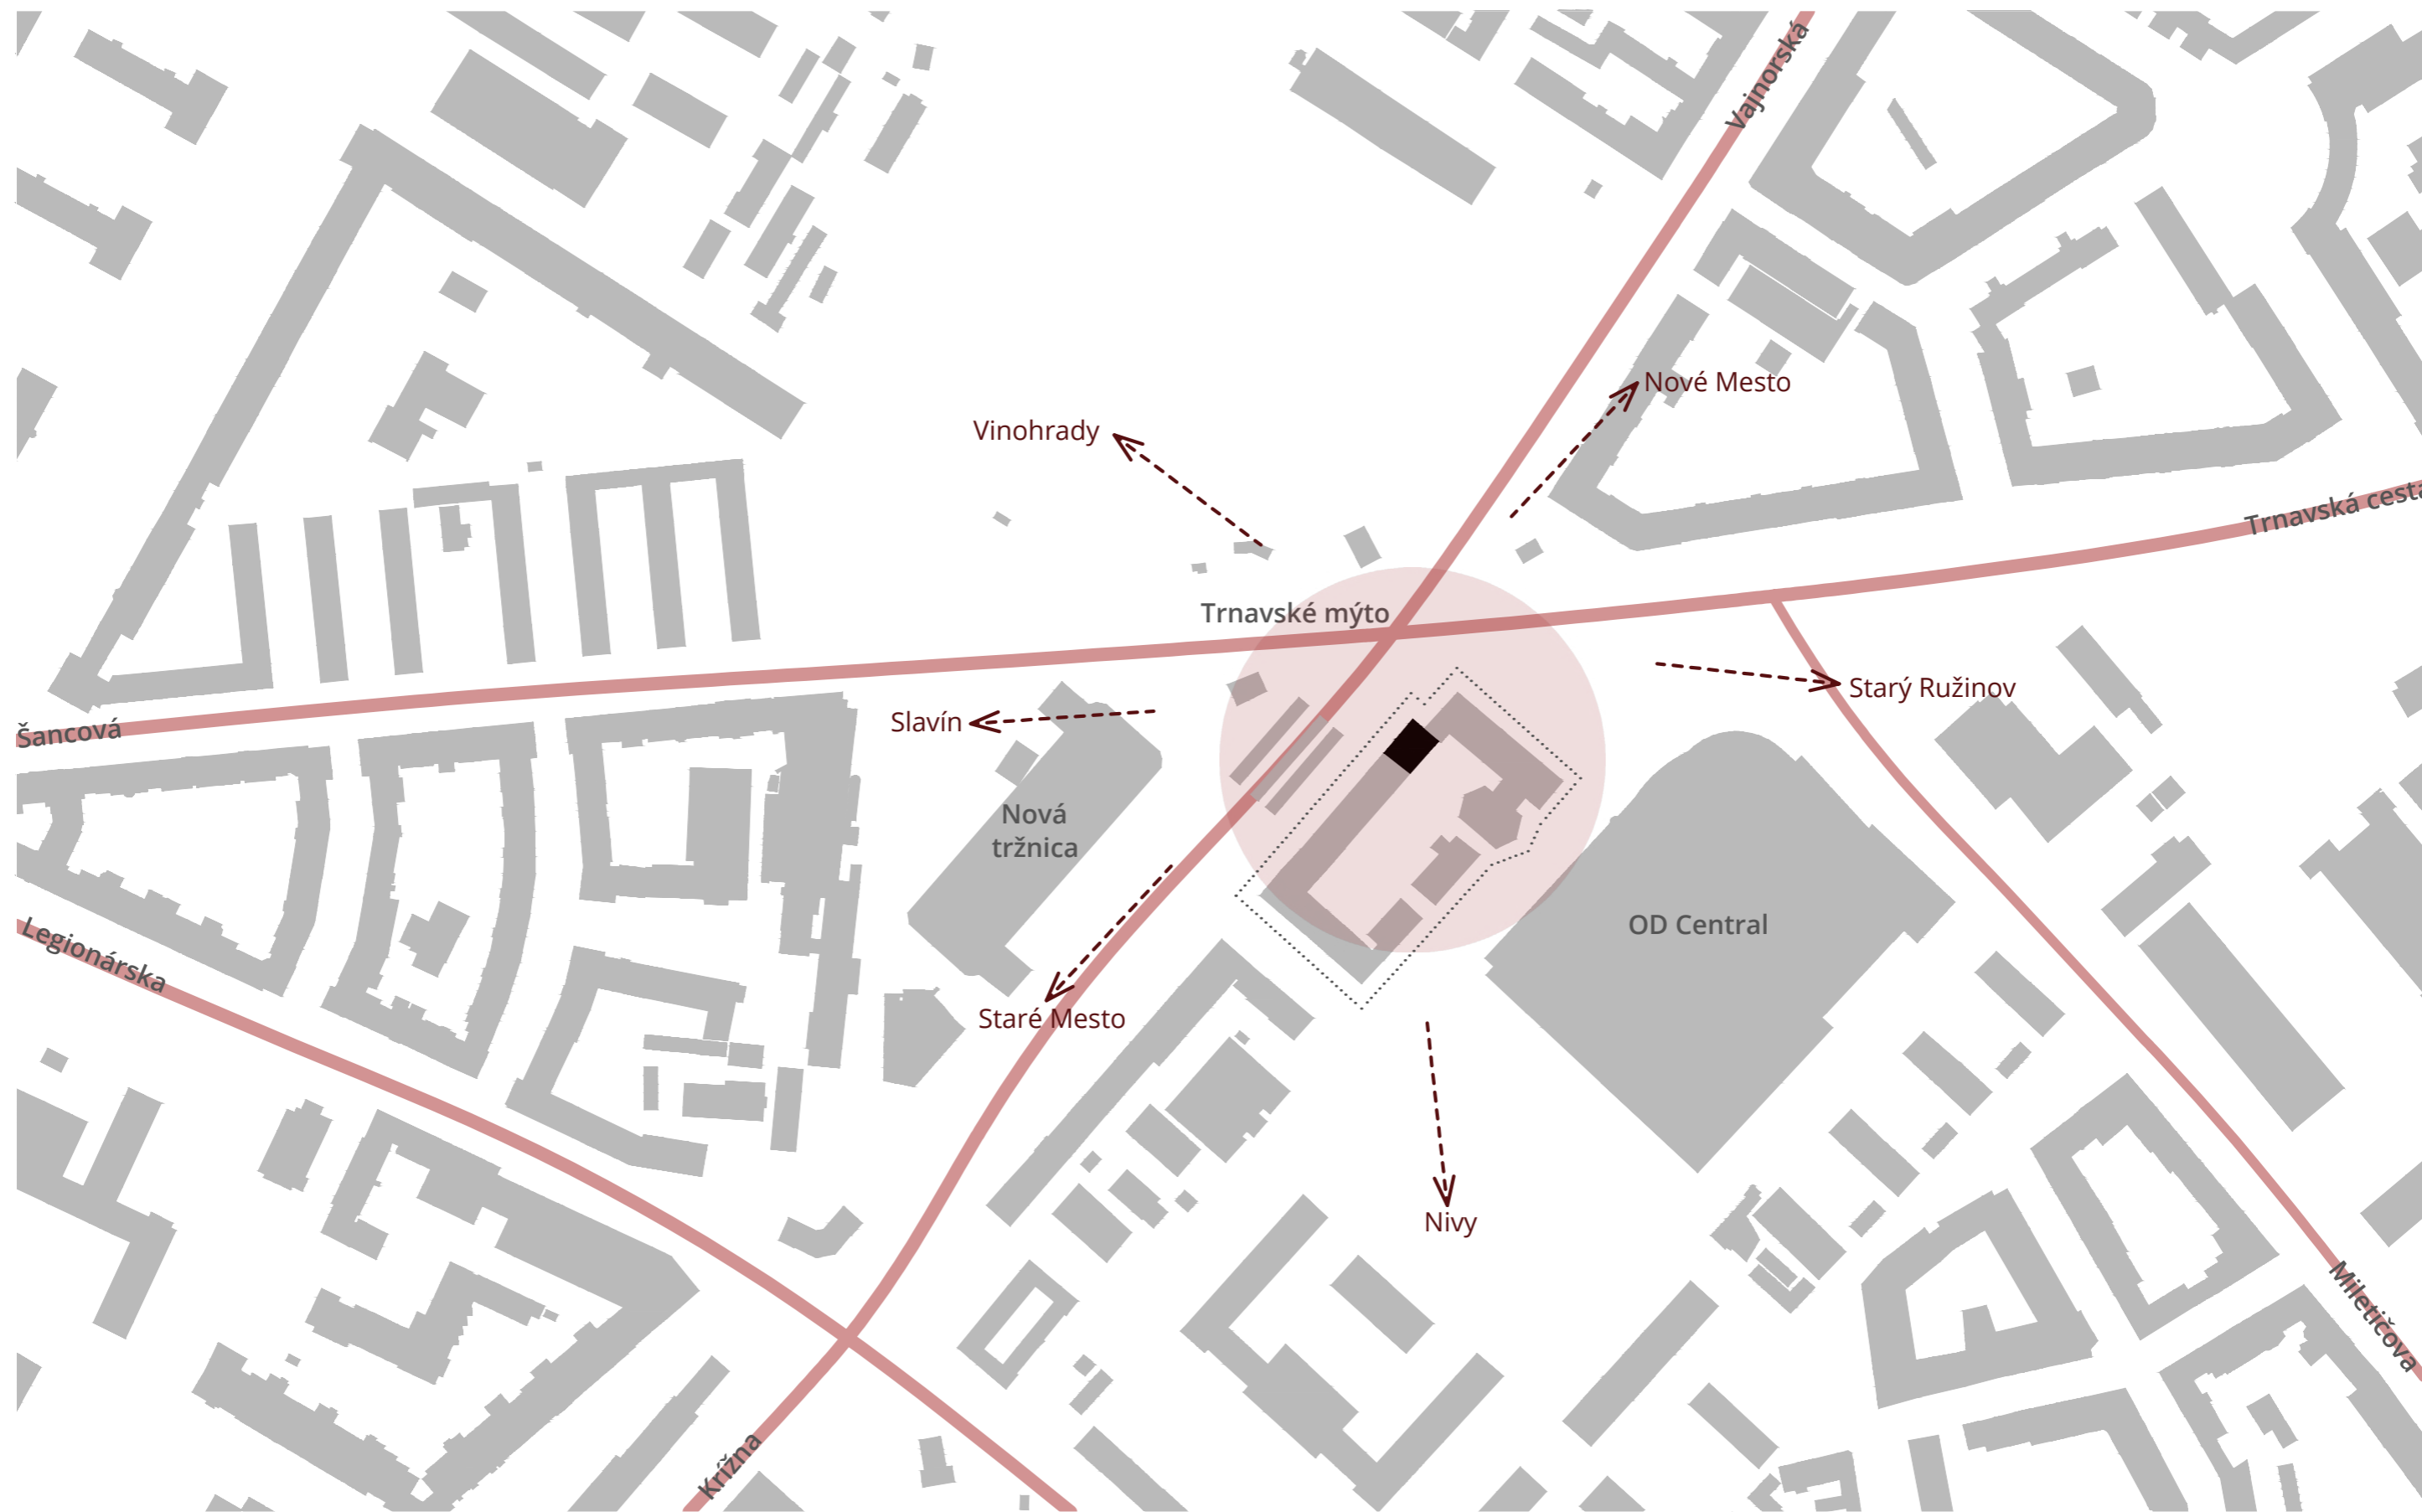 Vajnorská
Nové Mesto
Vinohrady
Trnavská cesta
Trnavské mýto
Starý Ružinov
Slavín
Šancová
Nová
tržnica
OD Central
Legionárska
Staré Mesto
Nivy
Miletičova
Krížna